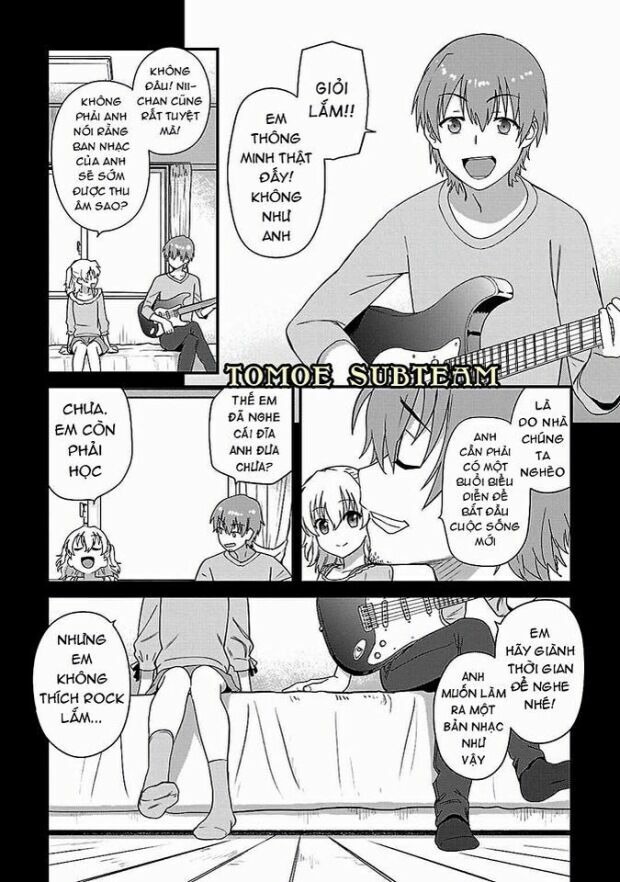 GIỎI
LẮM!!
EM
THÔNG
MINH THẬT
ĐẤY!
KHÔNG
NHƯ
ANH
KHÔNG
ĐÂU! NII-
CHAN CŨNG
RẤT TUYỆT
MÀ!
KHÔNG
PHẢI ANH
NÓI RẰNG
BAN NHẠC
CỦA ANH
SẼ SỚM
ĐƯỢC THU
ÂM SAO?
TOMOE SUBTEAM
LÀ
DO NHÀ
CHÚNG
TA
NGHÈO
ANH
CẦN PHẢI
CÓ MỘT
BUỔI BIỂU
DIỄN ĐỂ
BẮT ĐẦU
CUỘC SỐNG
MỚI
THẾ EM
ĐÃ NGHE
CÁI ĐĨA
ANH ĐƯA
CHƯA?
CHƯA.
EM CÒN
PHẢI
HỌC
EM
HÃY GIÀNH
THỜI GIAN
ĐỂ NGHE
NHÉ!
ANH
MUỐN LÀM
RA MỘT
BẢN NHẠC
NHƯ
VẬY
NHƯNG
EM
KHÔNG
THÍCH ROCK
LẮM...